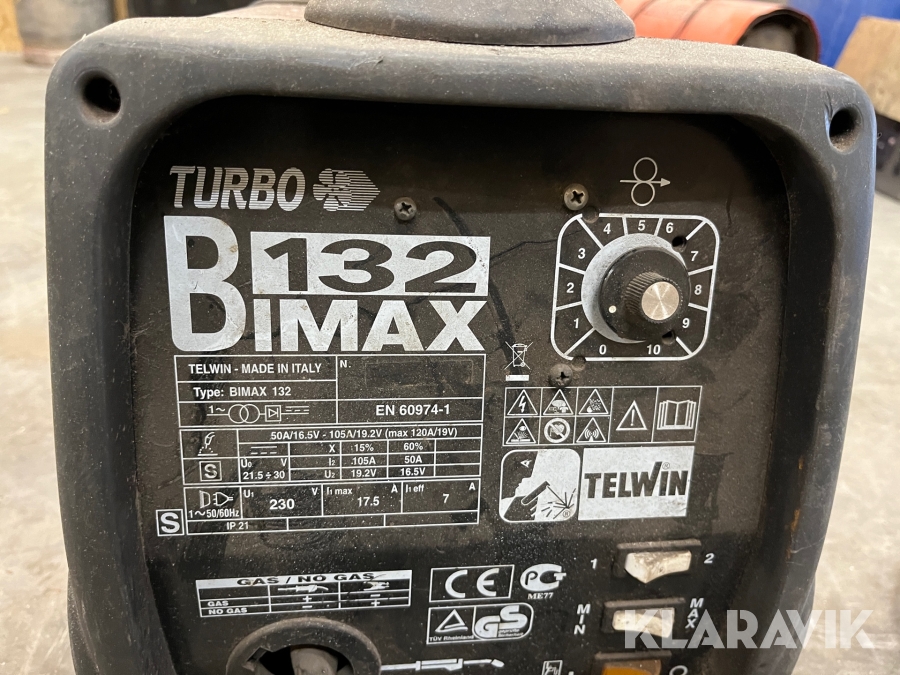 TURBO
132
BIMAX
TELWIN - MADE IN ITALY N.
Type: BIMAX 132
1~ EN 60974-1
50A/16.5V - 105A/19.2V (max 120A/19V)
X 15% 60%
S U0 V I2 105A 50A
21.5÷30 U2 19.2V 16.5V
U1 230 V I1 max 17.5 A I1 eff 7 A
1~50/60Hz
S IP 21
0 1 2 3 4 5 6 7 8 9 10
TELWIN
®
GAS / NO GAS
GAS + -
NO GAS - +
CE
ME77
TÜV Rheinland
GS
geprüfte Sicherheit
1 2
MIN MAX
KLARAVIK